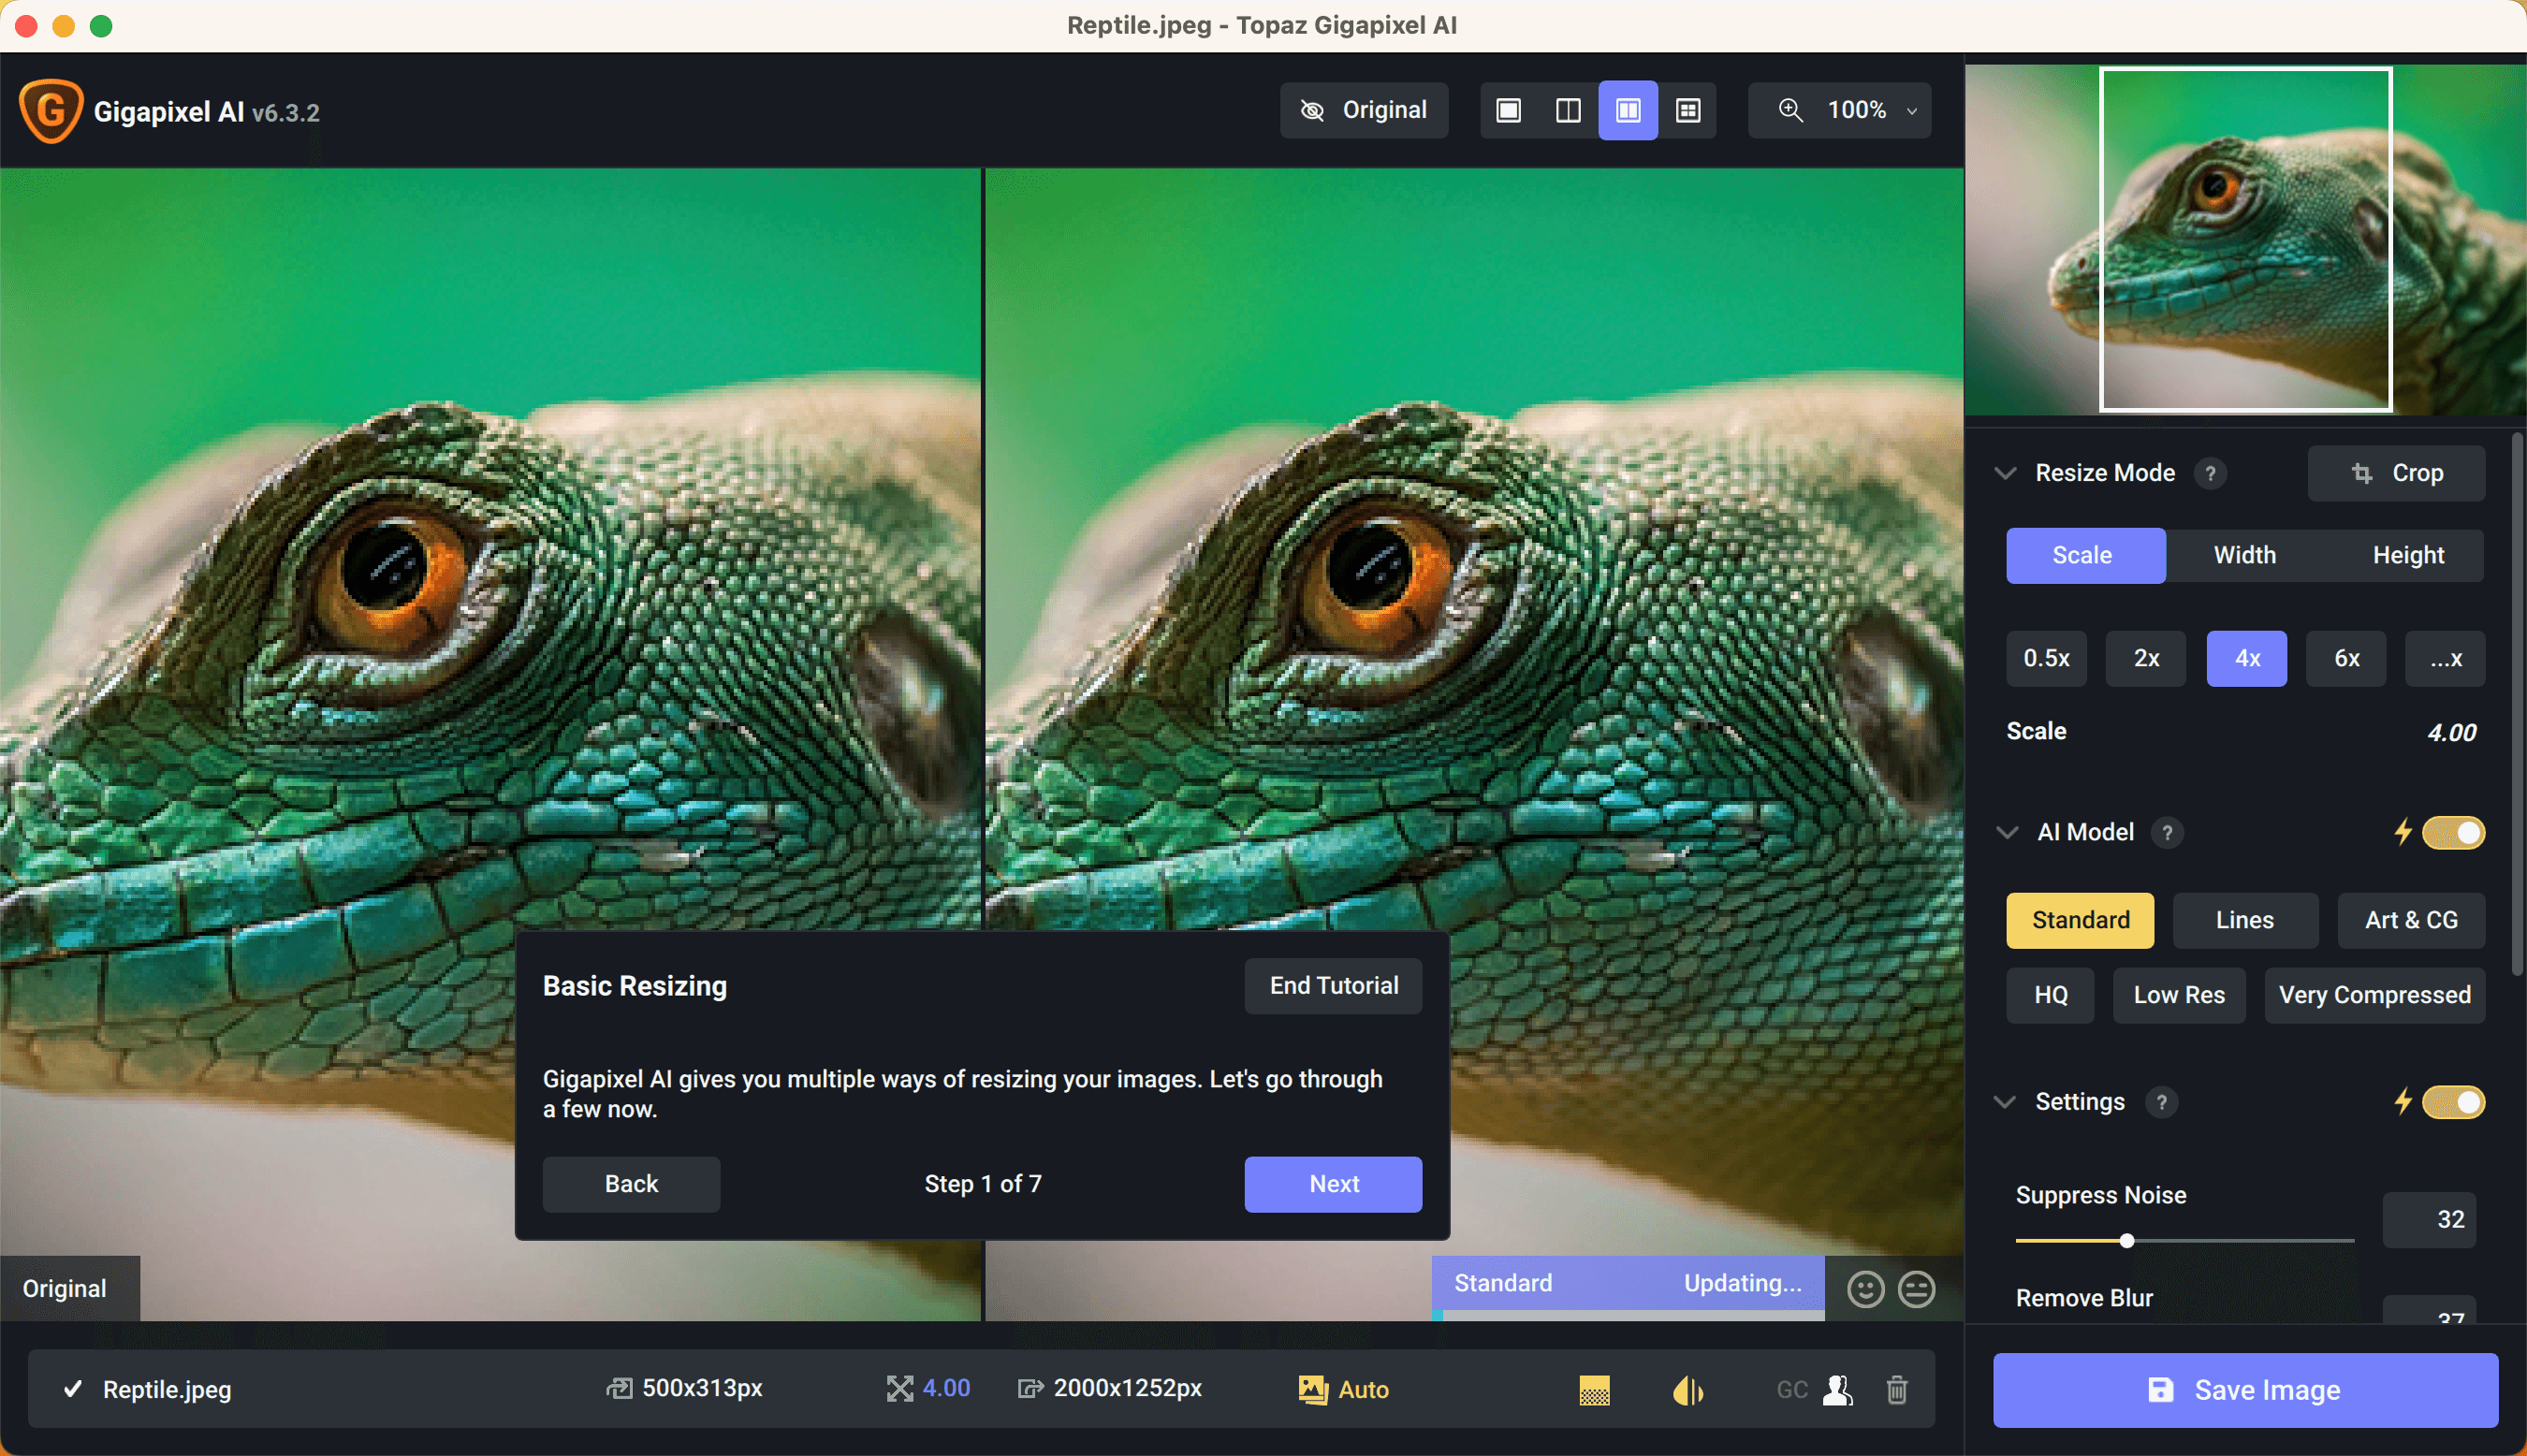 Reptile.jpeg - Topaz Gigapixel AI
Gigapixel AI v6.3.2
Original
100%
Resize Mode ?
Crop
Scale
Width
Height
0.5x
2x
4x
6x
...x
Scale
4.00
AI Model ?
Standard
Lines
Art & CG
HQ
Low Res
Very Compressed
Settings ?
Suppress Noise
32
Remove Blur
37
Basic Resizing
End Tutorial
Gigapixel AI gives you multiple ways of resizing your images. Let's go through
a few now.
Back
Step 1 of 7
Next
Original
Standard
Updating...
Reptile.jpeg
500x313px
4.00
2000x1252px
Auto
GC
Save Image